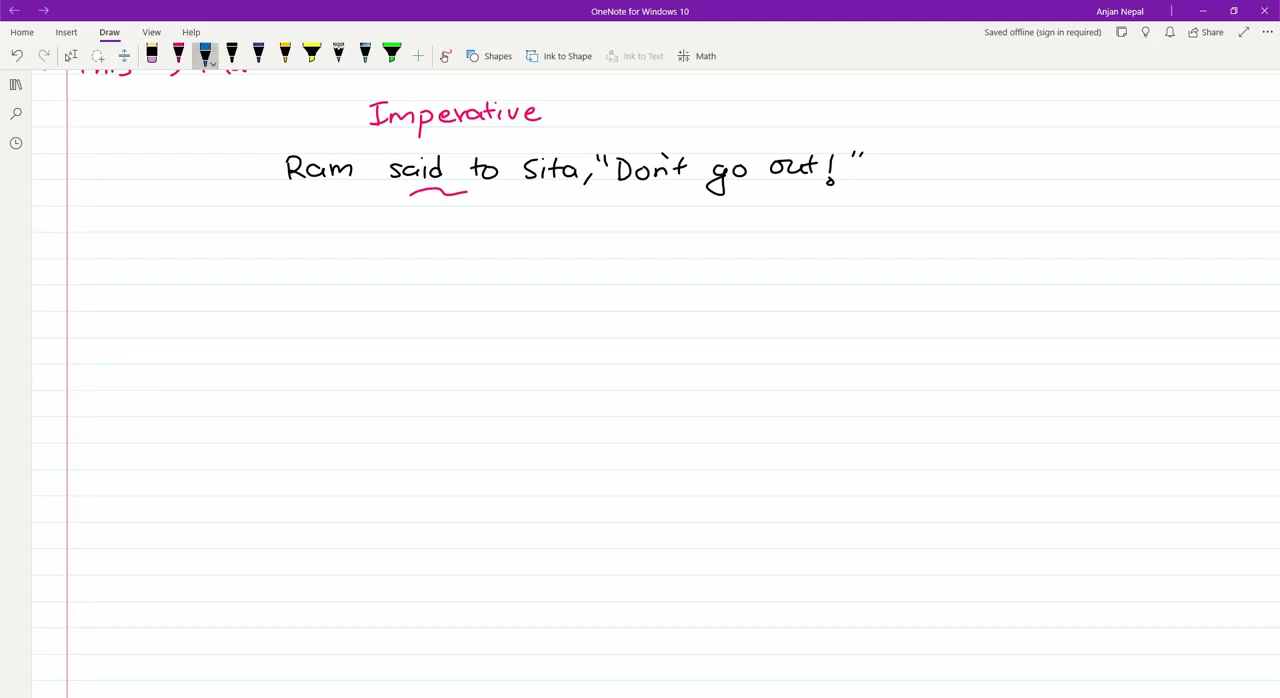 OneNote for Windows 10
Anjan Nepal
Home Insert Draw View Help
Saved offline (sign in required)
Share
Shapes
Ink to Shape
Ink to Text
Math
Imperative
Ram said to Sita, "Don't go out!"